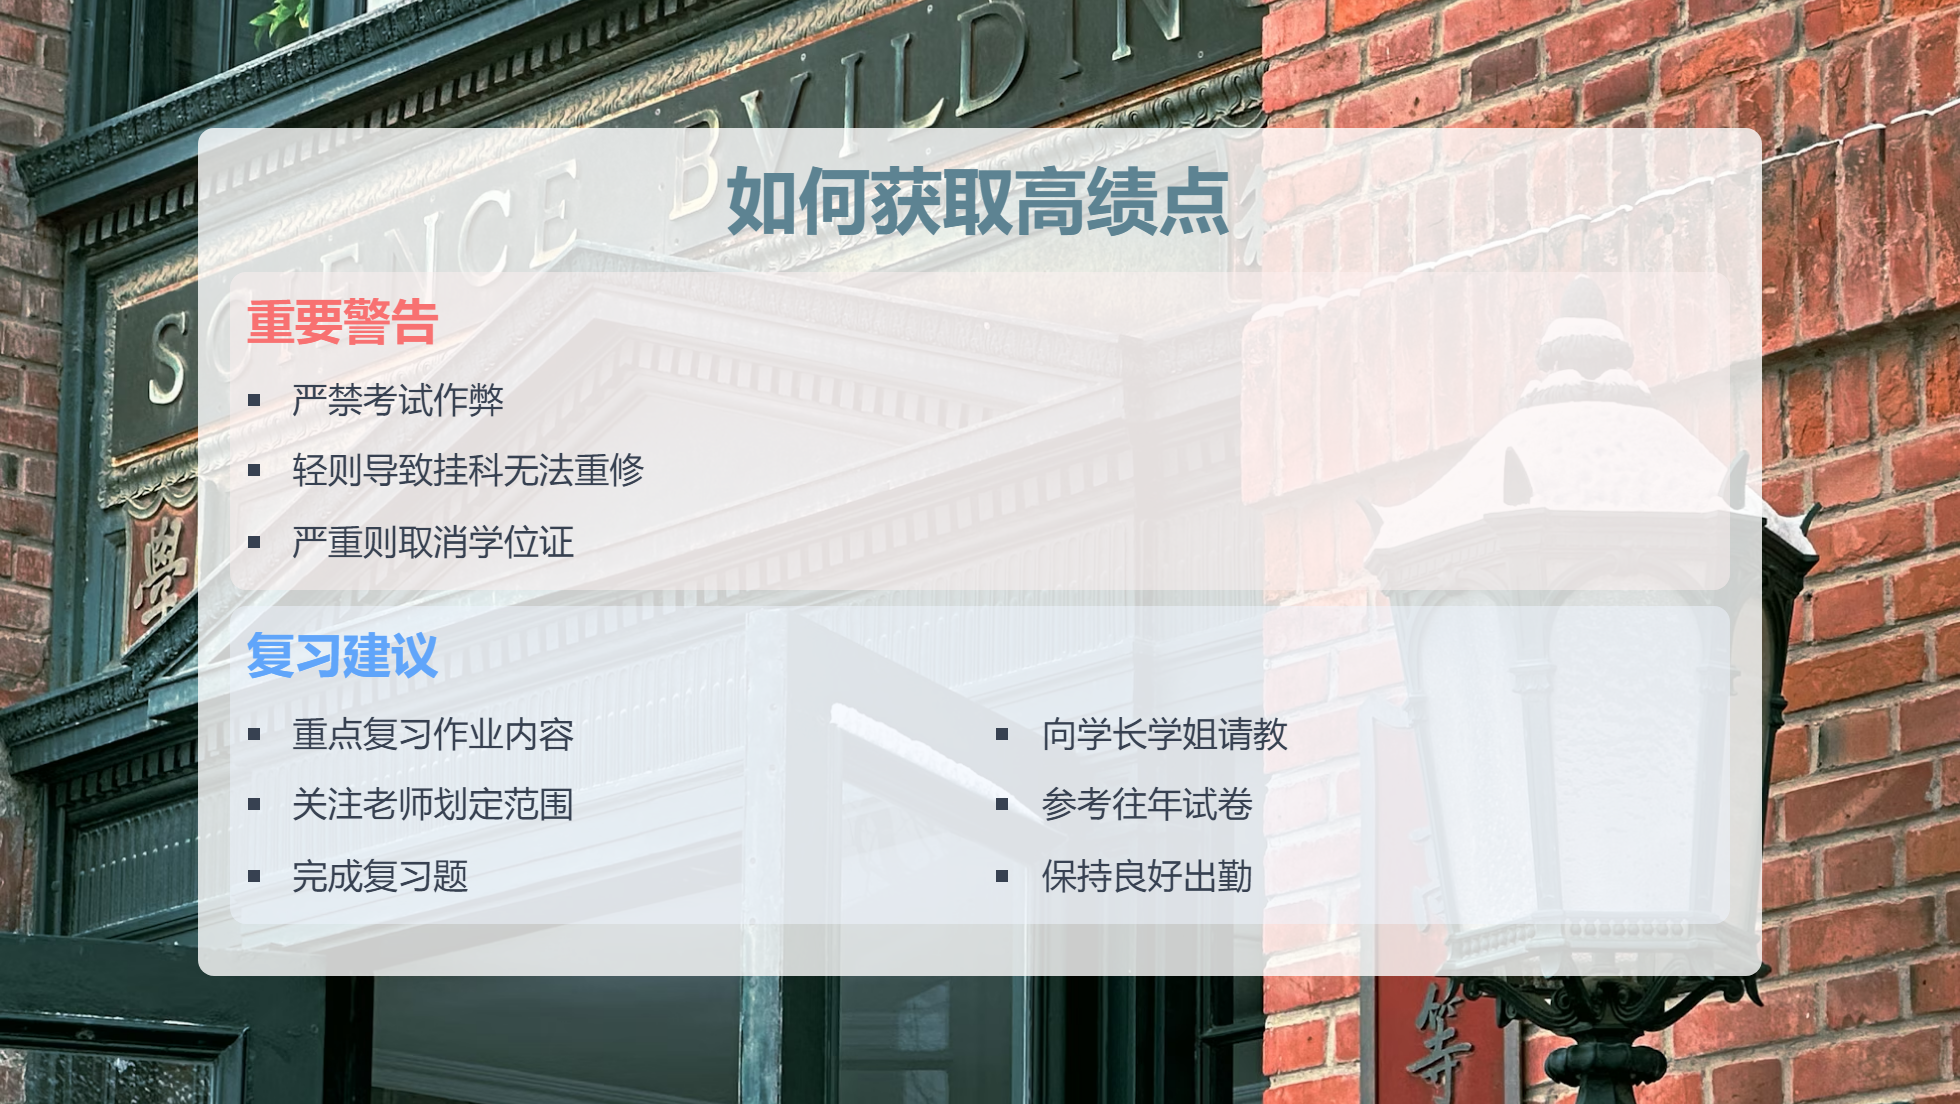 SCIENCE BVILDIN
如何获取高绩点
重要警告
严禁考试作弊
轻则导致挂科无法重修
严重则取消学位证
學
复习建议
重点复习作业内容
关注老师划定范围
完成复习题
向学长学姐请教
参考往年试卷
保持良好出勤
等